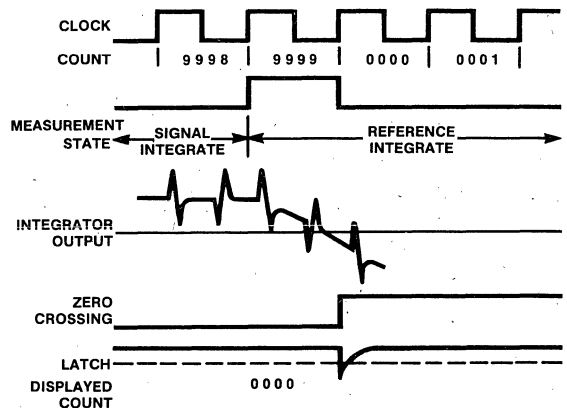 CLOCK
COUNT 9998 9999 0000 0001
MEASUREMENT STATE
SIGNAL INTEGRATE
REFERENCE INTEGRATE
INTEGRATOR OUTPUT
ZERO CROSSING
LATCH
DISPLAYED COUNT 0000